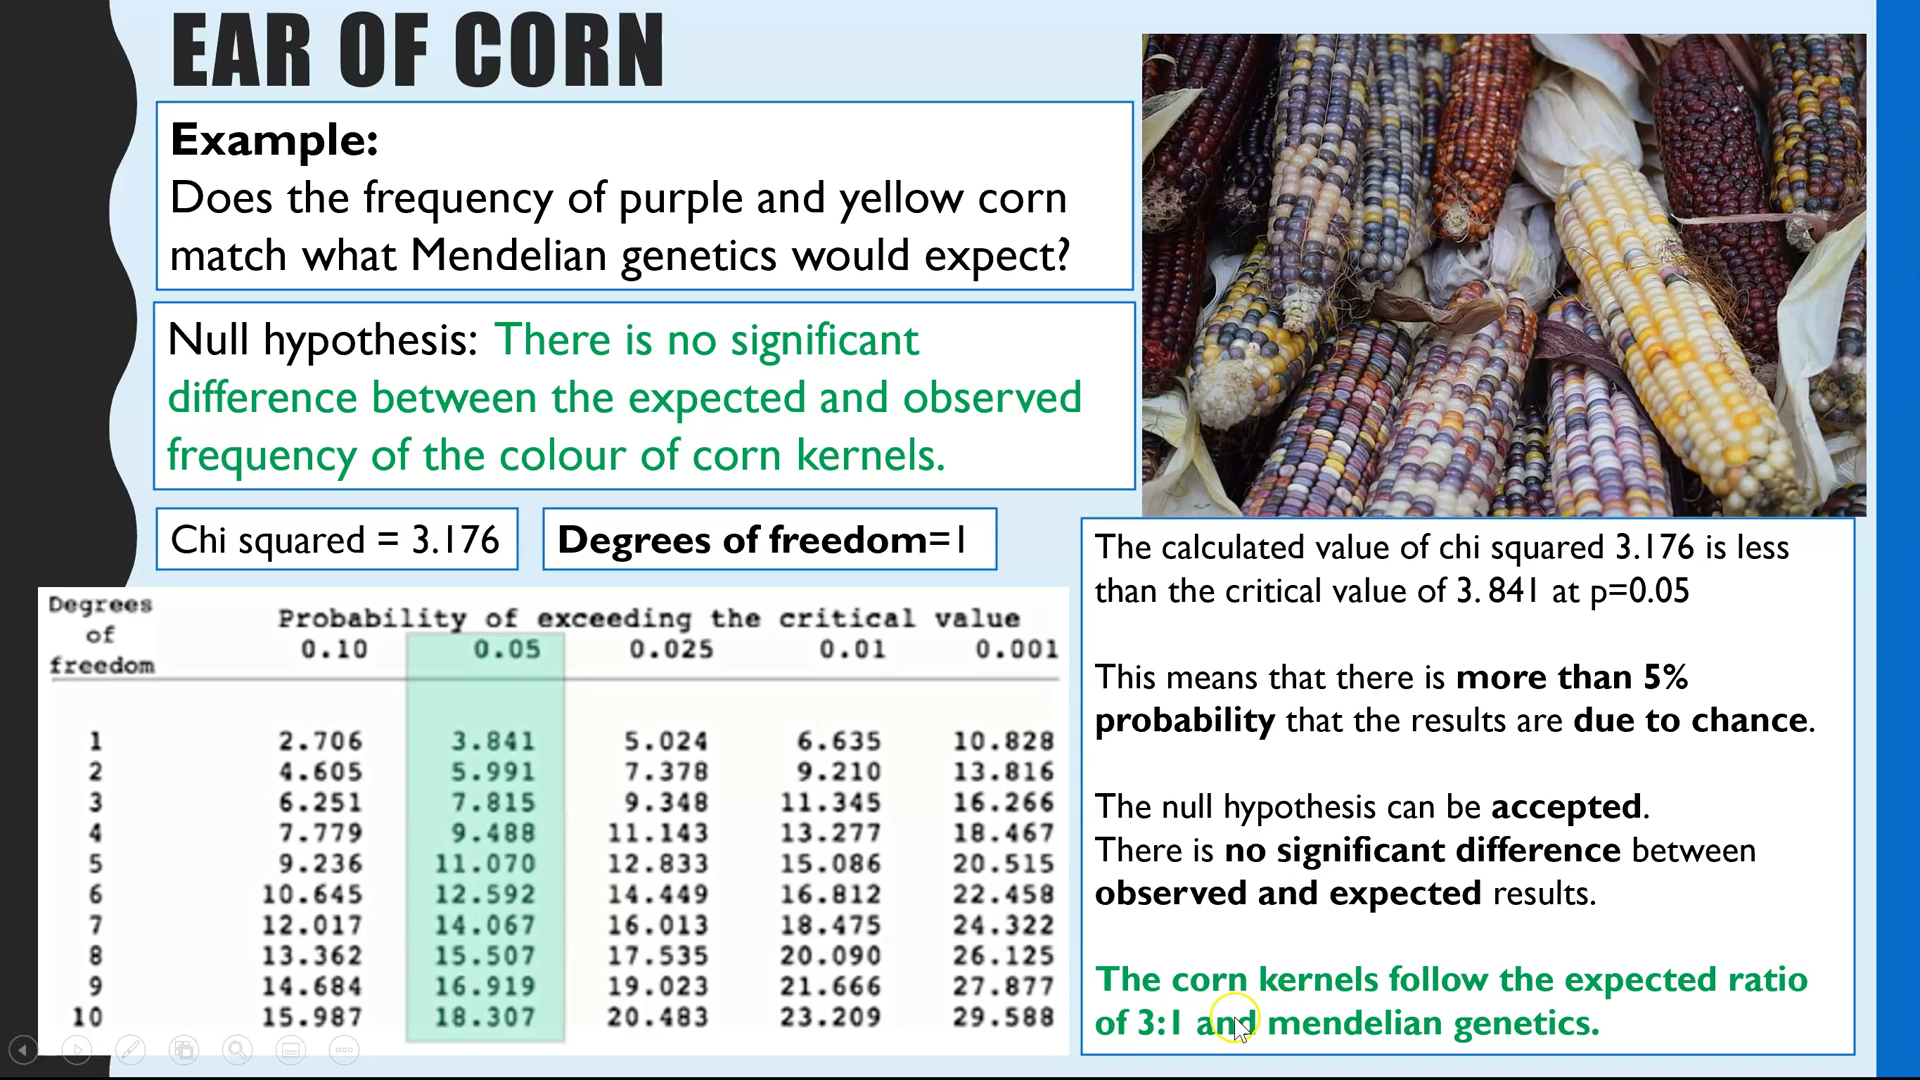 EAR OF CORN
Example:
Does the frequency of purple and yellow corn
match what Mendelian genetics would expect?
Null hypothesis: There is no significant
difference between the expected and observed
frequency of the colour of corn kernels.
Chi squared = 3.176
Degrees of freedom=1
Degrees
of
freedom
Probability of exceeding the critical value
0.10 0.05 0.025 0.01 0.001
1 2.706 3.841 5.024 6.635 10.828
2 4.605 5.991 7.378 9.210 13.816
3 6.251 7.815 9.348 11.345 16.266
4 7.779 9.488 11.143 13.277 18.467
5 9.236 11.070 12.833 15.086 20.515
6 10.645 12.592 14.449 16.812 22.458
7 12.017 14.067 16.013 18.475 24.322
8 13.362 15.507 17.535 20.090 26.125
9 14.684 16.919 19.023 21.666 27.877
10 15.987 18.307 20.483 23.209 29.588
The calculated value of chi squared 3.176 is less
than the critical value of 3. 841 at p=0.05
This means that there is more than 5%
probability that the results are due to chance.
The null hypothesis can be accepted.
There is no significant difference between
observed and expected results.
The corn kernels follow the expected ratio
of 3:1 and mendelian genetics.